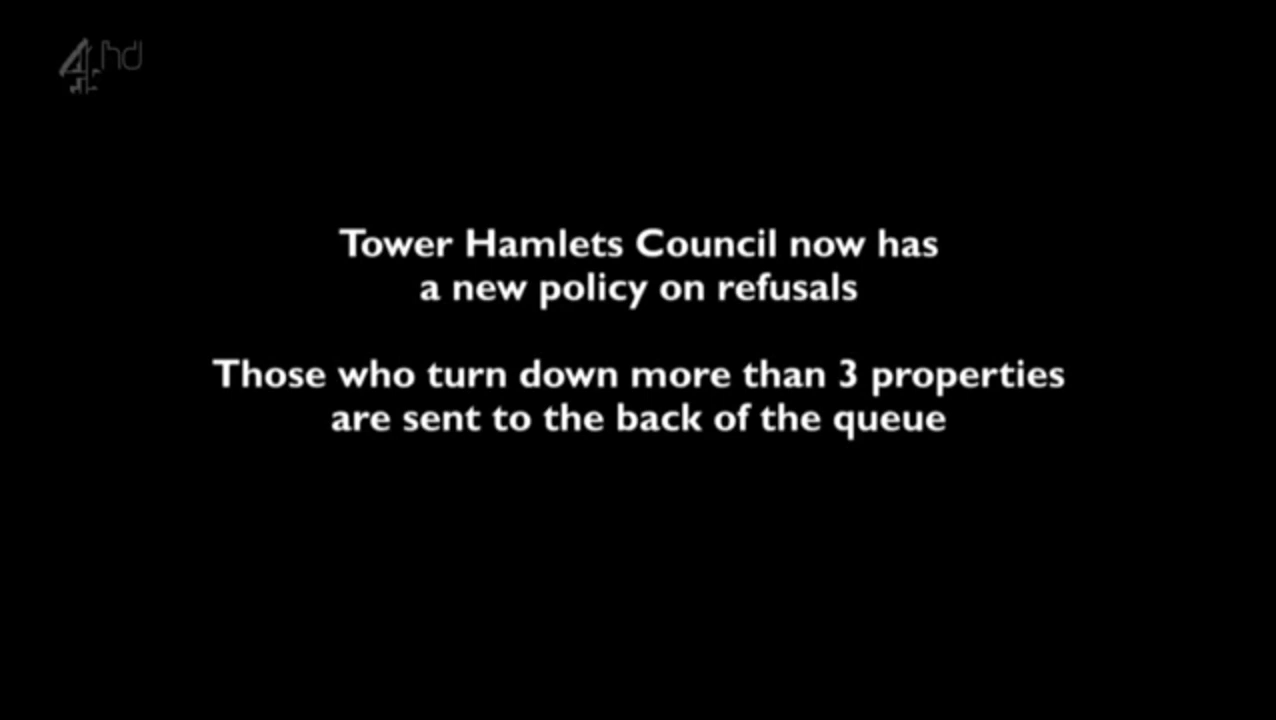 4hd
Tower Hamlets Council now has
a new policy on refusals
Those who turn down more than 3 properties
are sent to the back of the queue